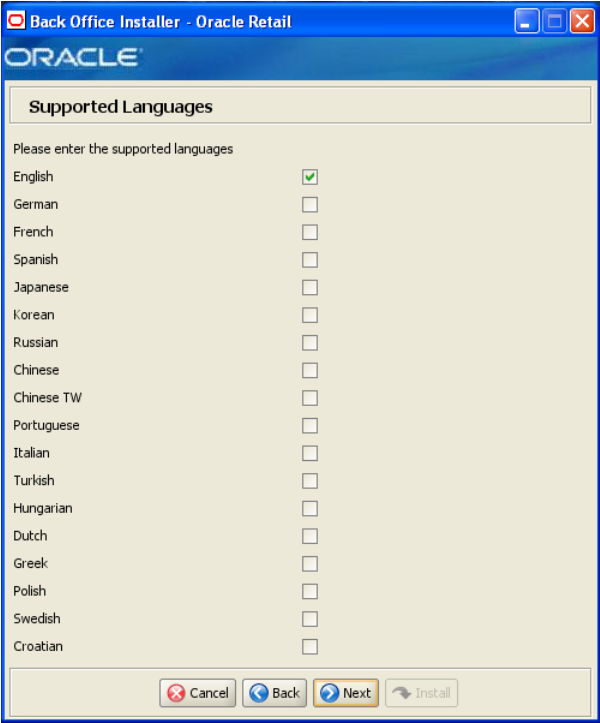 Back Office Installer - Oracle Retail
ORACLE
Supported Languages
Please enter the supported languages
English
German
French
Spanish
Japanese
Korean
Russian
Chinese
Chinese TW
Portuguese
Italian
Turkish
Hungarian
Dutch
Greek
Polish
Swedish
Croatian
Cancel Back Next Install